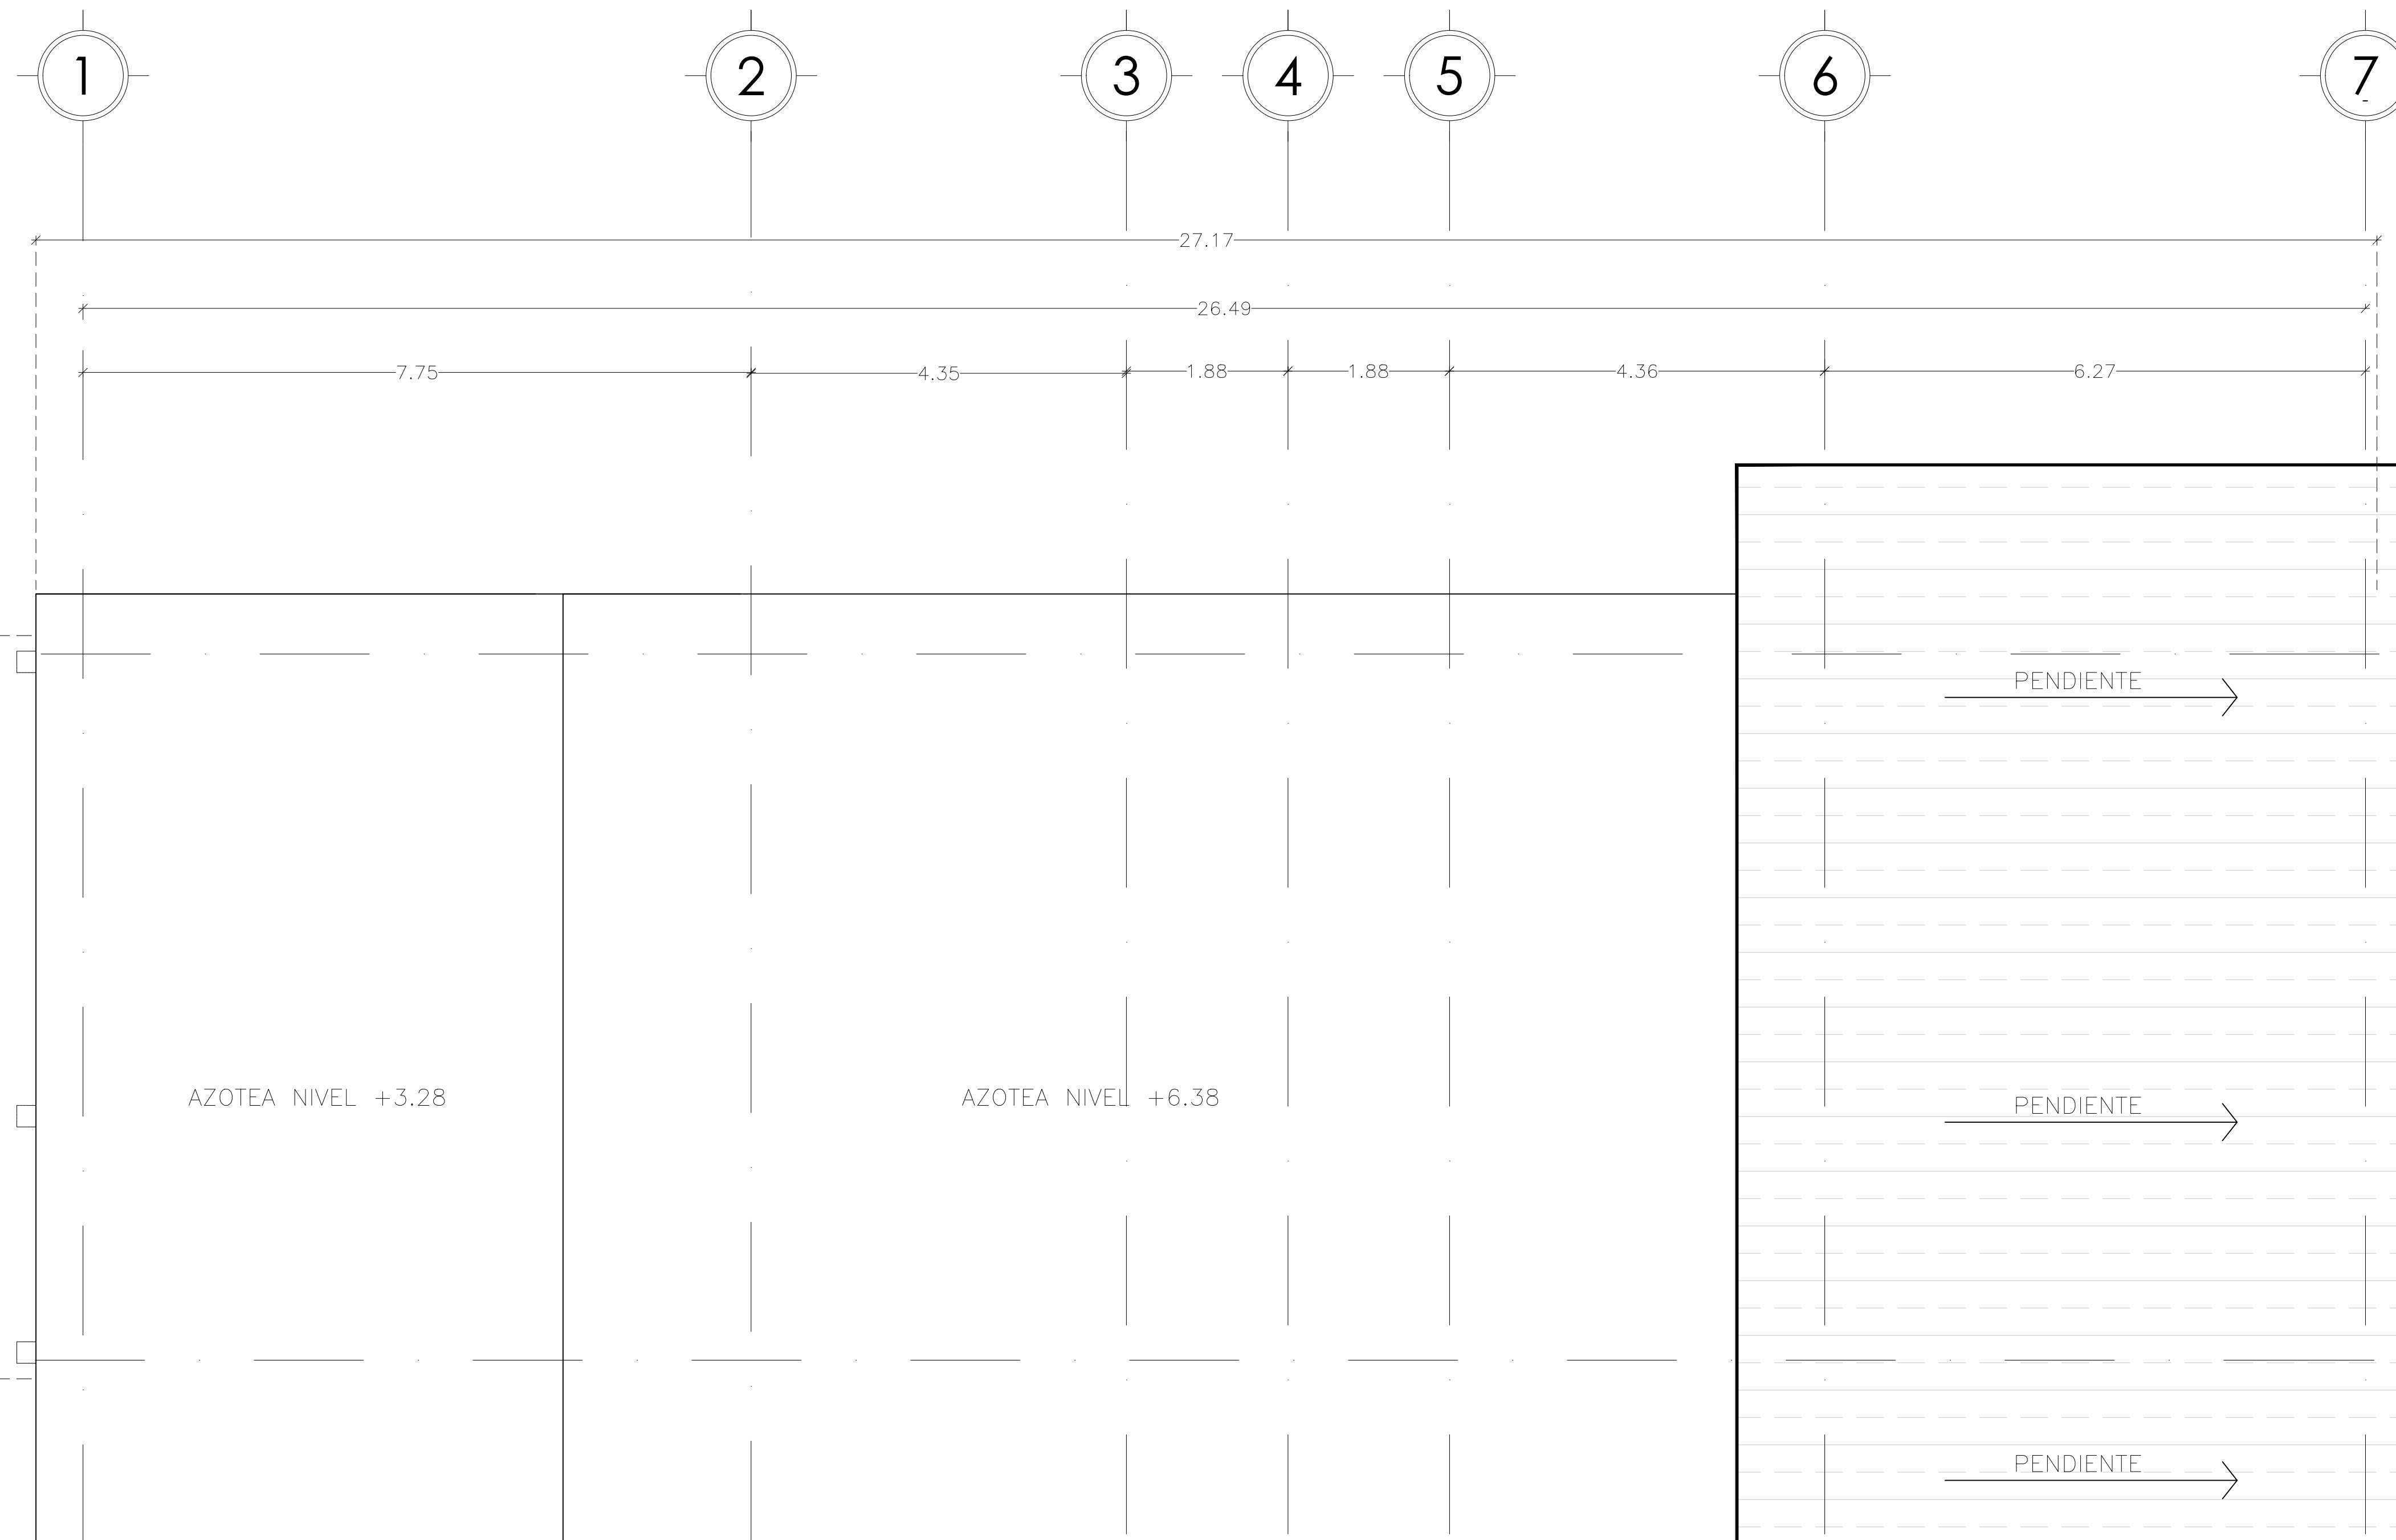 1 2 3 4 5 6 7
27.17
26.49
7.75 4.35 1.88 1.88 4.36 6.27
PENDIENTE
AZOTEA NIVEL +3.28
AZOTEA NIVEL +6.38
PENDIENTE
PENDIENTE